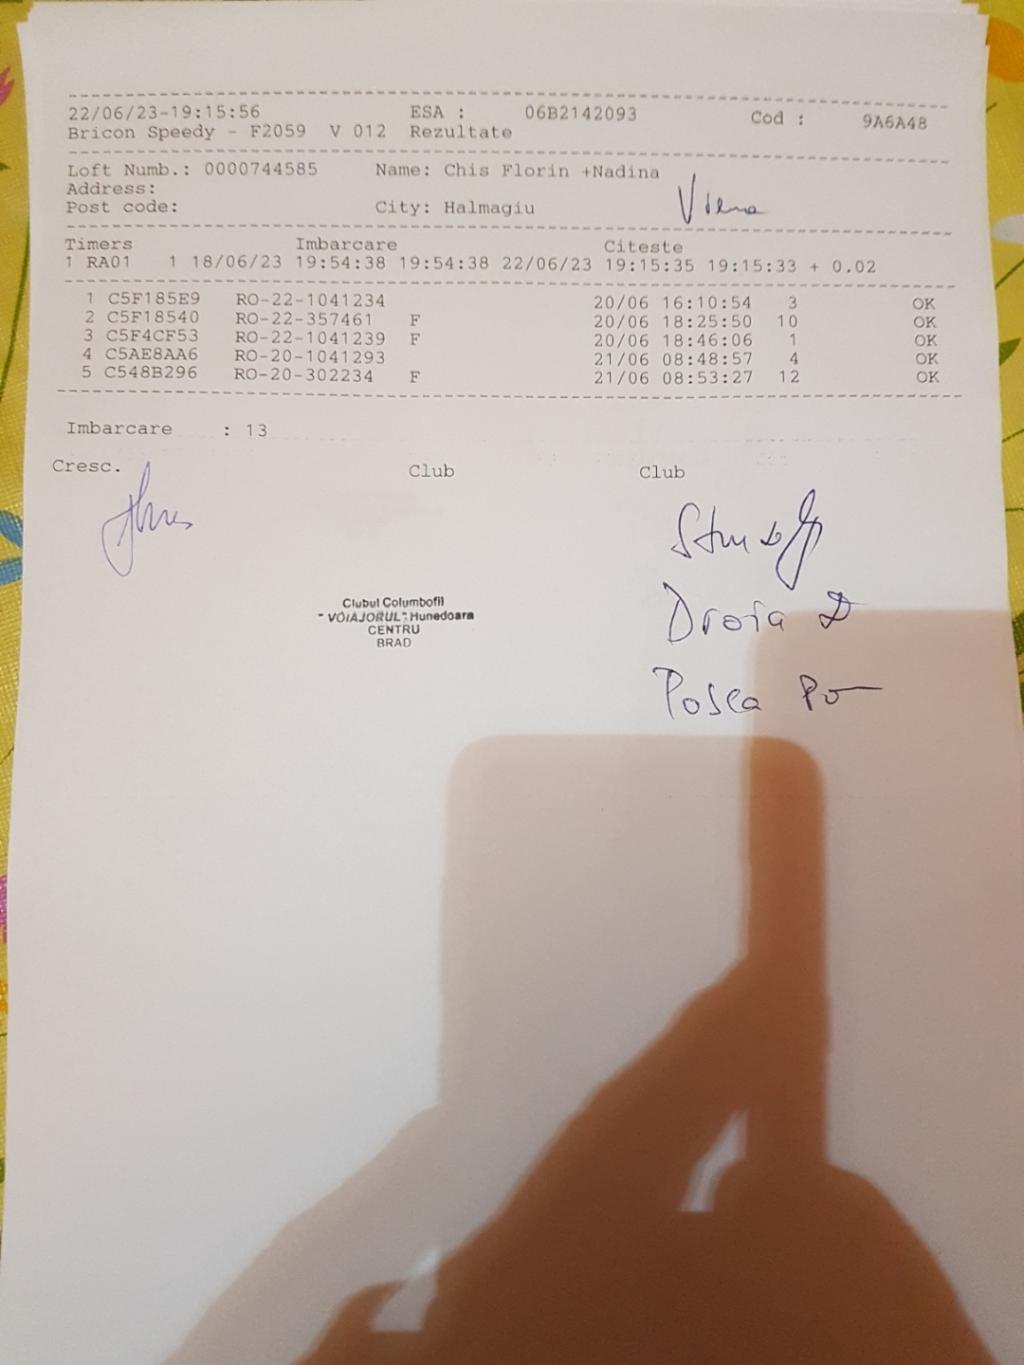 22/06/23-19:15:56 ESA : 06B2142093 Cod : 9A6A48
Bricon Speedy - F2059 V 012 Rezultate
Loft Numb.: 0000744585 Name: Chis Florin +Nadina
Address:
Post code: City: Halmagiu
Viena
Timers Imbarcare Citeste
1 RA01 1 18/06/23 19:54:38 19:54:38 22/06/23 19:15:35 19:15:33 + 0.02
1 C5F185E9 RO-22-1041234 20/06 16:10:54 3 OK
2 C5F18540 RO-22-357461 F 20/06 18:25:50 10 OK
3 C5F4CF53 RO-22-1041239 F 20/06 18:46:06 1 OK
4 C5AE8AA6 RO-20-1041293 21/06 08:48:57 4 OK
5 C548B296 RO-20-302234 F 21/06 08:53:27 12 OK
Imbarcare : 13
Cresc. Club Club
Clubul Columbofil
"VOIAJORUL" Hunedoara
CENTRU
BRAD
Droia D
Poslea